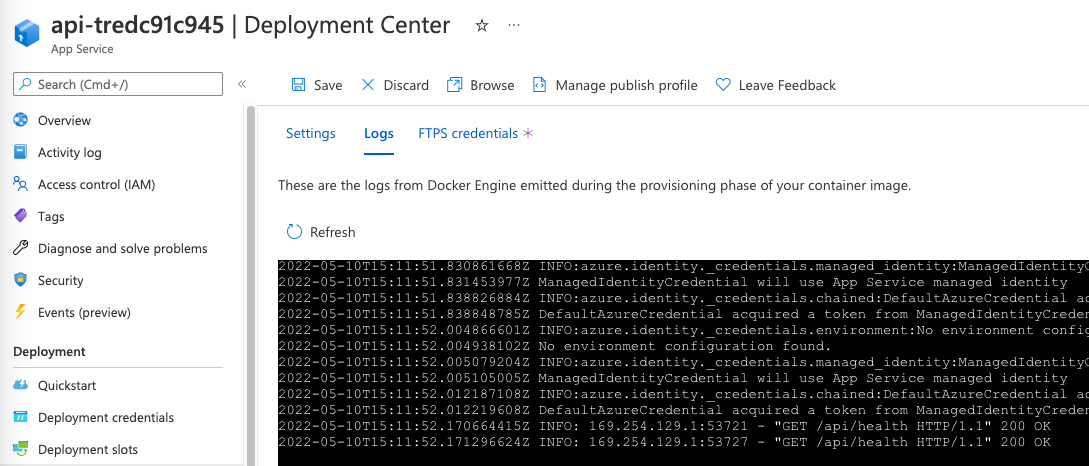 api-tredc91c945 | Deployment Center
App Service
Search (Cmd+/)
«
Save
Discard
Browse
Manage publish profile
Leave Feedback
Overview
Activity log
Access control (IAM)
Tags
Diagnose and solve problems
Security
Events (preview)
Deployment
Quickstart
Deployment credentials
Deployment slots
Settings
Logs
FTPS credentials *
These are the logs from Docker Engine emitted during the provisioning phase of your container image.
Refresh
2022-05-10T15:11:51.830861668Z INFO:azure.identity._credentials.managed_identity:ManagedIdentityC
2022-05-10T15:11:51.831453977Z ManagedIdentityCredential will use App Service managed identity
2022-05-10T15:11:51.838826884Z INFO:azure.identity._credentials.chained:DefaultAzureCredential ac
2022-05-10T15:11:51.838848785Z DefaultAzureCredential acquired a token from ManagedIdentityCreden
2022-05-10T15:11:52.004866601Z INFO:azure.identity._credentials.environment:No environment config
2022-05-10T15:11:52.004938102Z No environment configuration found.
2022-05-10T15:11:52.005079204Z INFO:azure.identity._credentials.managed_identity:ManagedIdentityC
2022-05-10T15:11:52.005105005Z ManagedIdentityCredential will use App Service managed identity
2022-05-10T15:11:52.012187108Z INFO:azure.identity._credentials.chained:DefaultAzureCredential ac
2022-05-10T15:11:52.012219608Z DefaultAzureCredential acquired a token from ManagedIdentityCreden
2022-05-10T15:11:52.170664415Z INFO: 169.254.129.1:53721 - "GET /api/health HTTP/1.1" 200 OK
2022-05-10T15:11:52.171296624Z INFO: 169.254.129.1:53727 - "GET /api/health HTTP/1.1" 200 OK